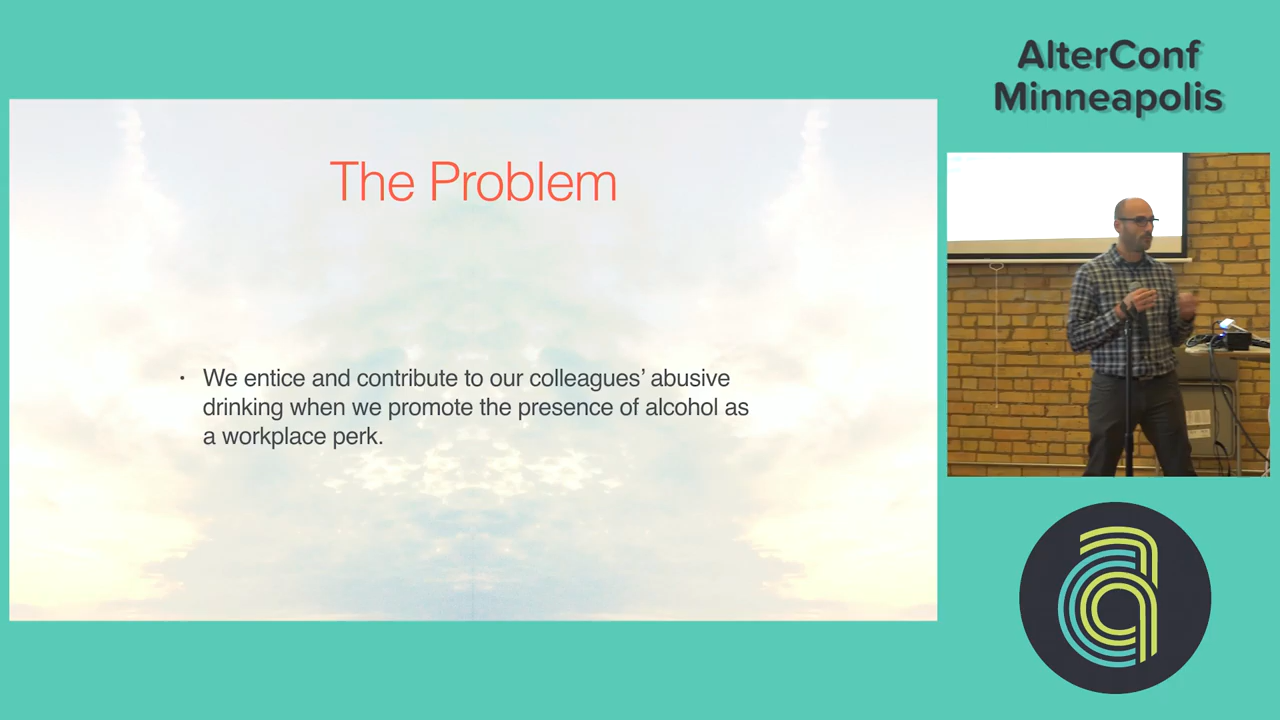 AlterConf
Minneapolis
The Problem
• We entice and contribute to our colleagues’ abusive
drinking when we promote the presence of alcohol as
a workplace perk.